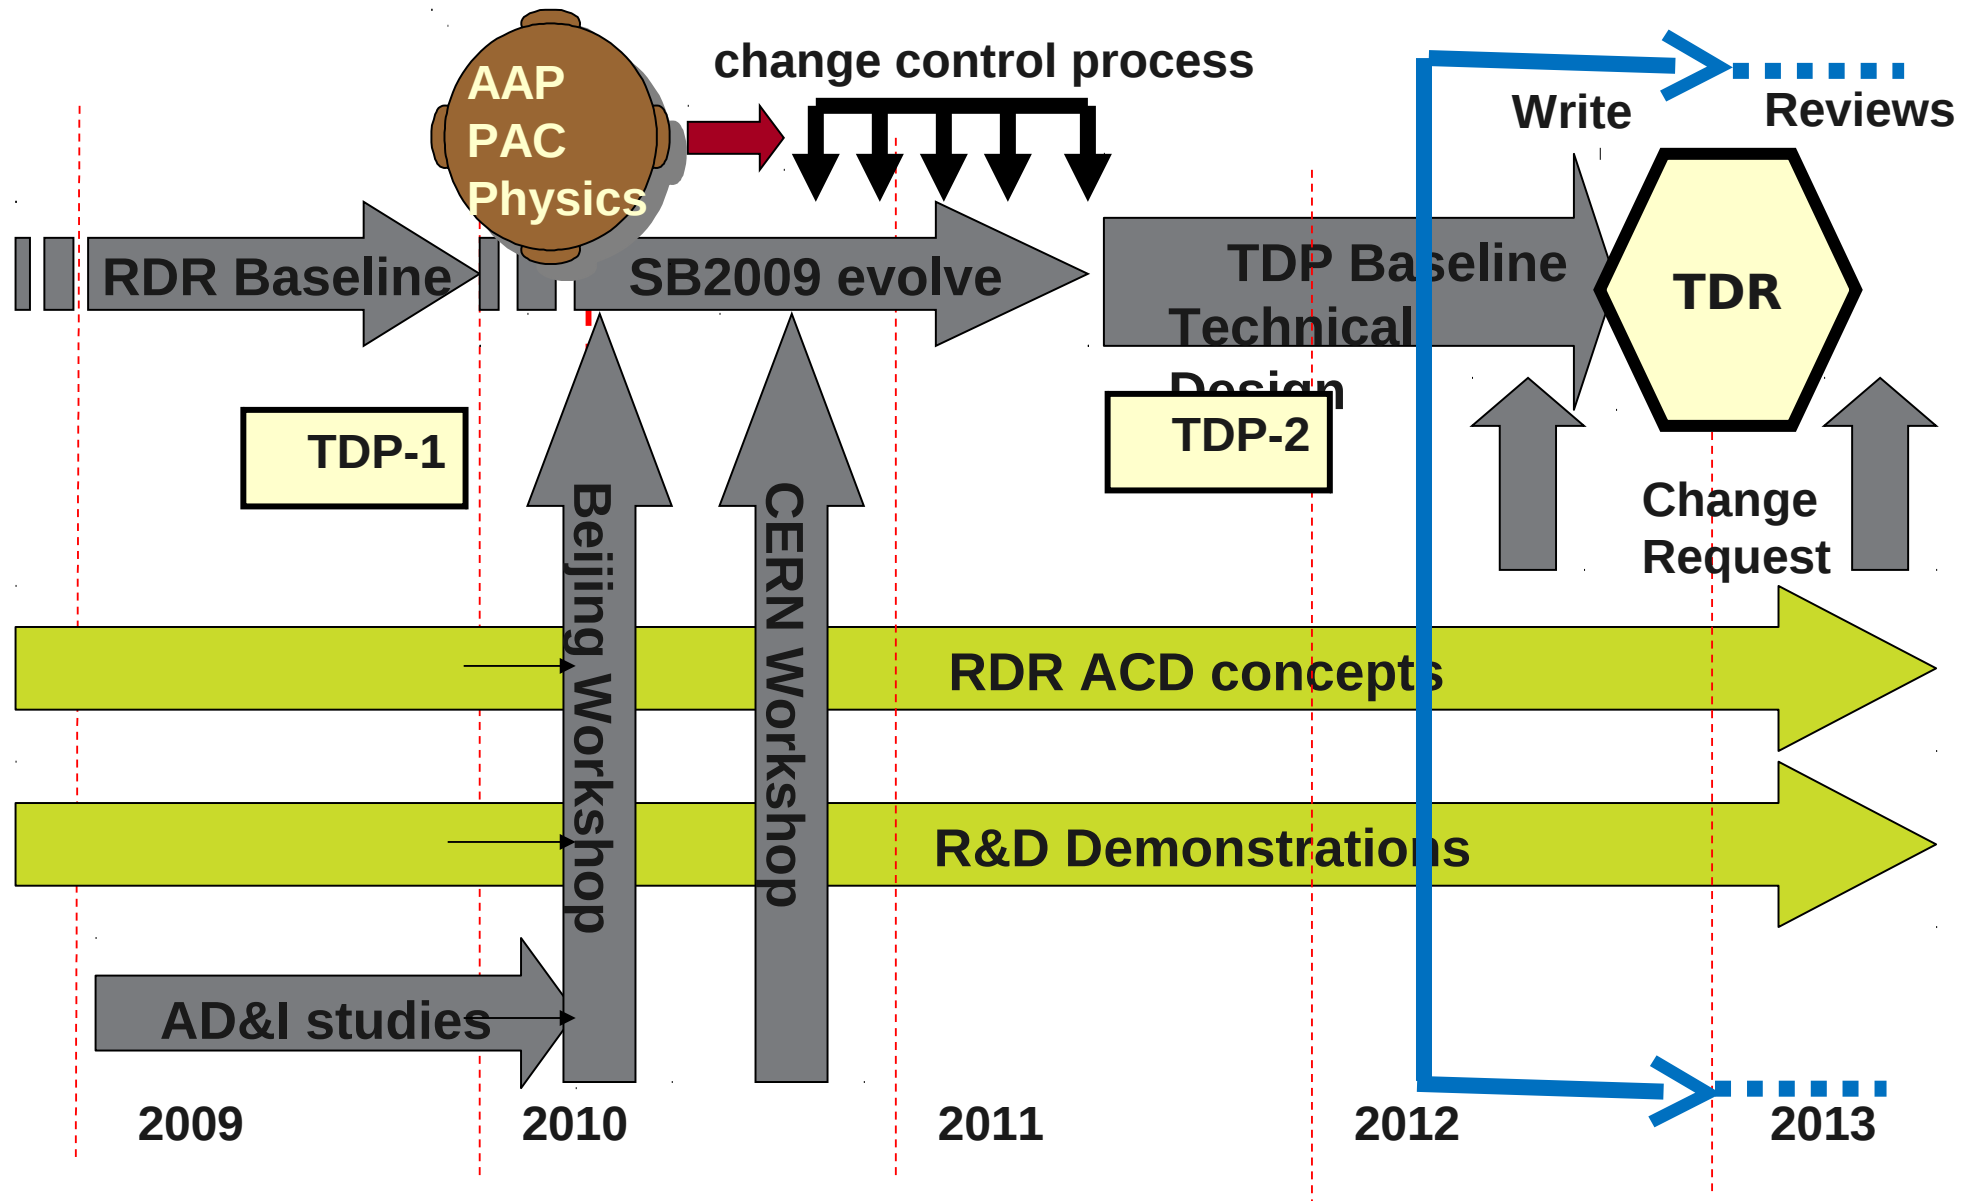 change control process
AAP
PAC
Physics
Write
Reviews
RDR Baseline
SB2009 evolve
TDP Baseline
Technical
Design
TDR
TDP-1
TDP-2
Change
Request
Beijing Workshop
CERN Workshop
RDR ACD concepts
R&D Demonstrations
AD&I studies
2009
2010
2011
2012
2013